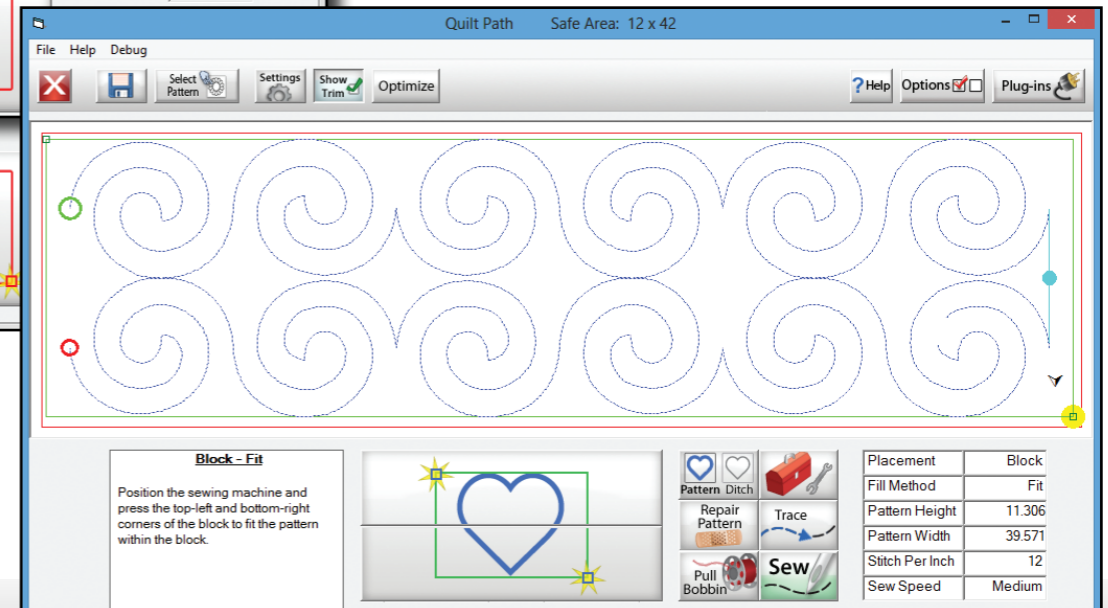 Quilt Path Safe Area: 12 x 42
File Help Debug
Select
Pattern
Settings
Show
Trim
Optimize
? Help
Options
Plug-ins
Block - Fit
Position the sewing machine and
press the top-left and bottom-right
corners of the block to fit the pattern
within the block.
Pattern Ditch
Repair
Pattern
Trace
Pull
Bobbin
Sew
Placement Block
Fill Method Fit
Pattern Height 11.306
Pattern Width 39.571
Stitch Per Inch 12
Sew Speed Medium